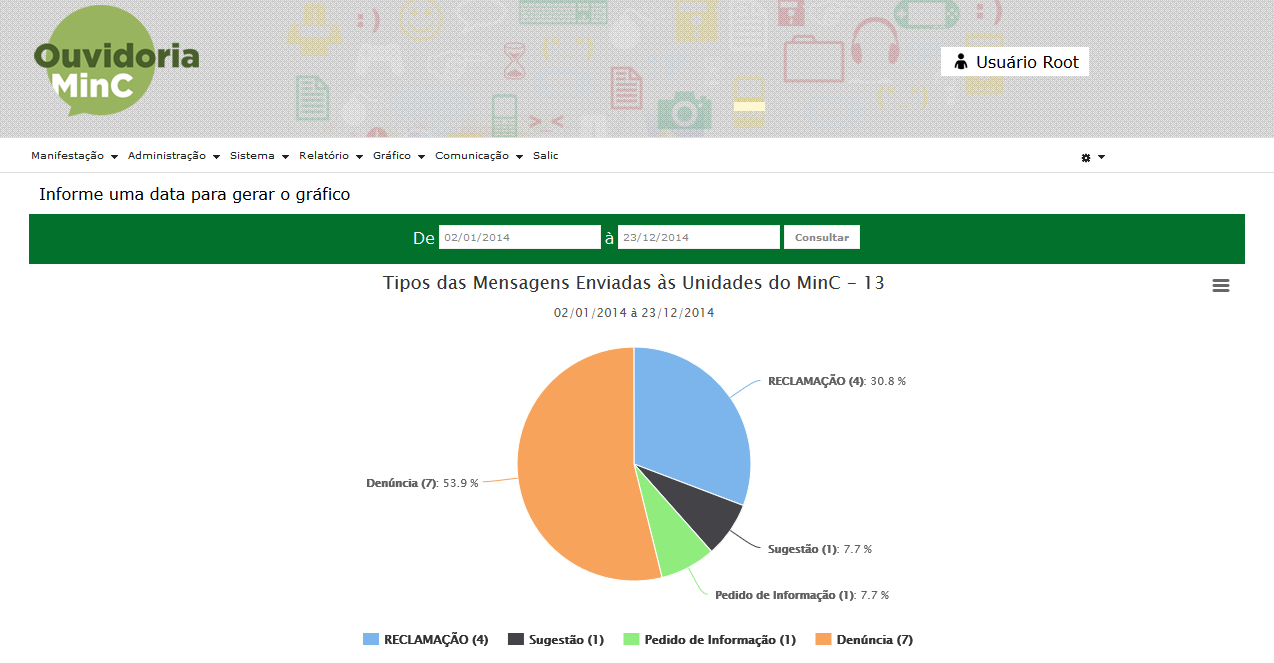 Ouvidoria
MinC
Usuário Root
Manifestação Administração Sistema Relatório Gráfico Comunicação Salic
Informe uma data para gerar o gráfico
De 02/01/2014 à 23/12/2014 Consultar
Tipos das Mensagens Enviadas às Unidades do MinC - 13
02/01/2014 à 23/12/2014
RECLAMAÇÃO (4): 30.8 %
Denúncia (7): 53.9 %
Sugestão (1): 7.7 %
Pedido de Informação (1): 7.7 %
RECLAMAÇÃO (4) Sugestão (1) Pedido de Informação (1) Denúncia (7)